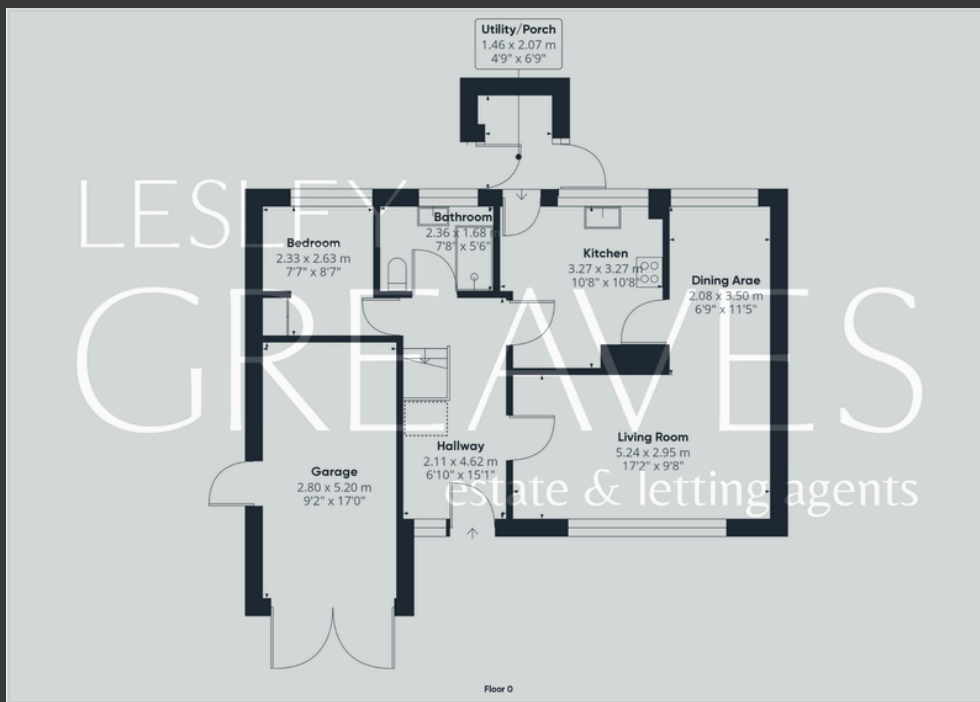 Utility/Porch
1.46 x 2.07 m
4'9" x 6'9"
LESLEY
GREAVES
estate & letting agents
Bathroom
2.36 x 1.68 m
7'8" x 5'6"
Bedroom
2.33 x 2.63 m
7'7" x 8'7"
Kitchen
3.27 x 3.27 m
10'8" x 10'8"
Dining Arae
2.08 x 3.50 m
6'9" x 11'5"
Living Room
5.24 x 2.95 m
17'2" x 9'8"
Hallway
2.11 x 4.62 m
6'10" x 15'1"
Garage
2.80 x 5.20 m
9'2" x 17'0"
Floor 0